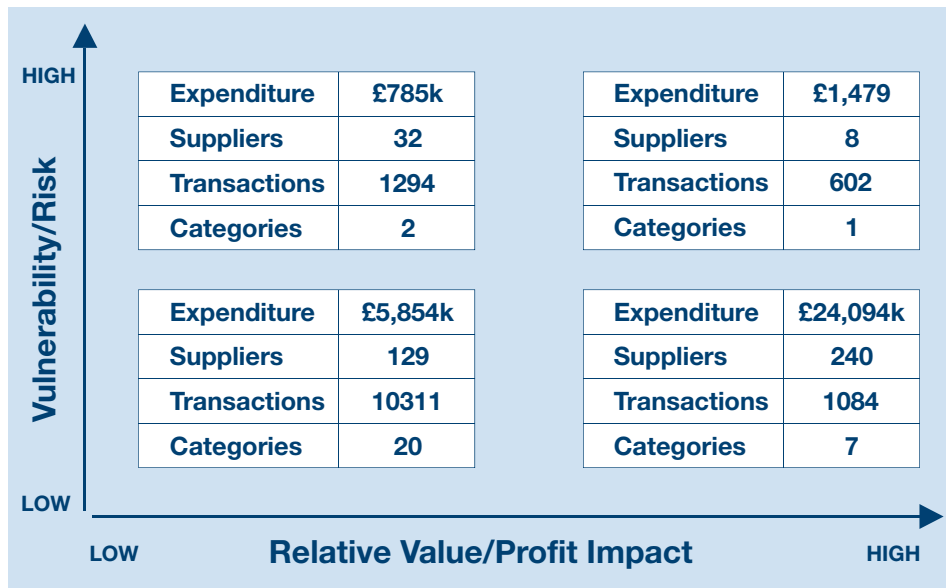 HIGH
Expenditure £785k
Suppliers 32
Transactions 1294
Categories 2
Expenditure £1,479
Suppliers 8
Transactions 602
Categories 1
Vulnerability/Risk
Expenditure £5,854k
Suppliers 129
Transactions 10311
Categories 20
Expenditure £24,094k
Suppliers 240
Transactions 1084
Categories 7
LOW
LOW
Relative Value/Profit Impact
HIGH